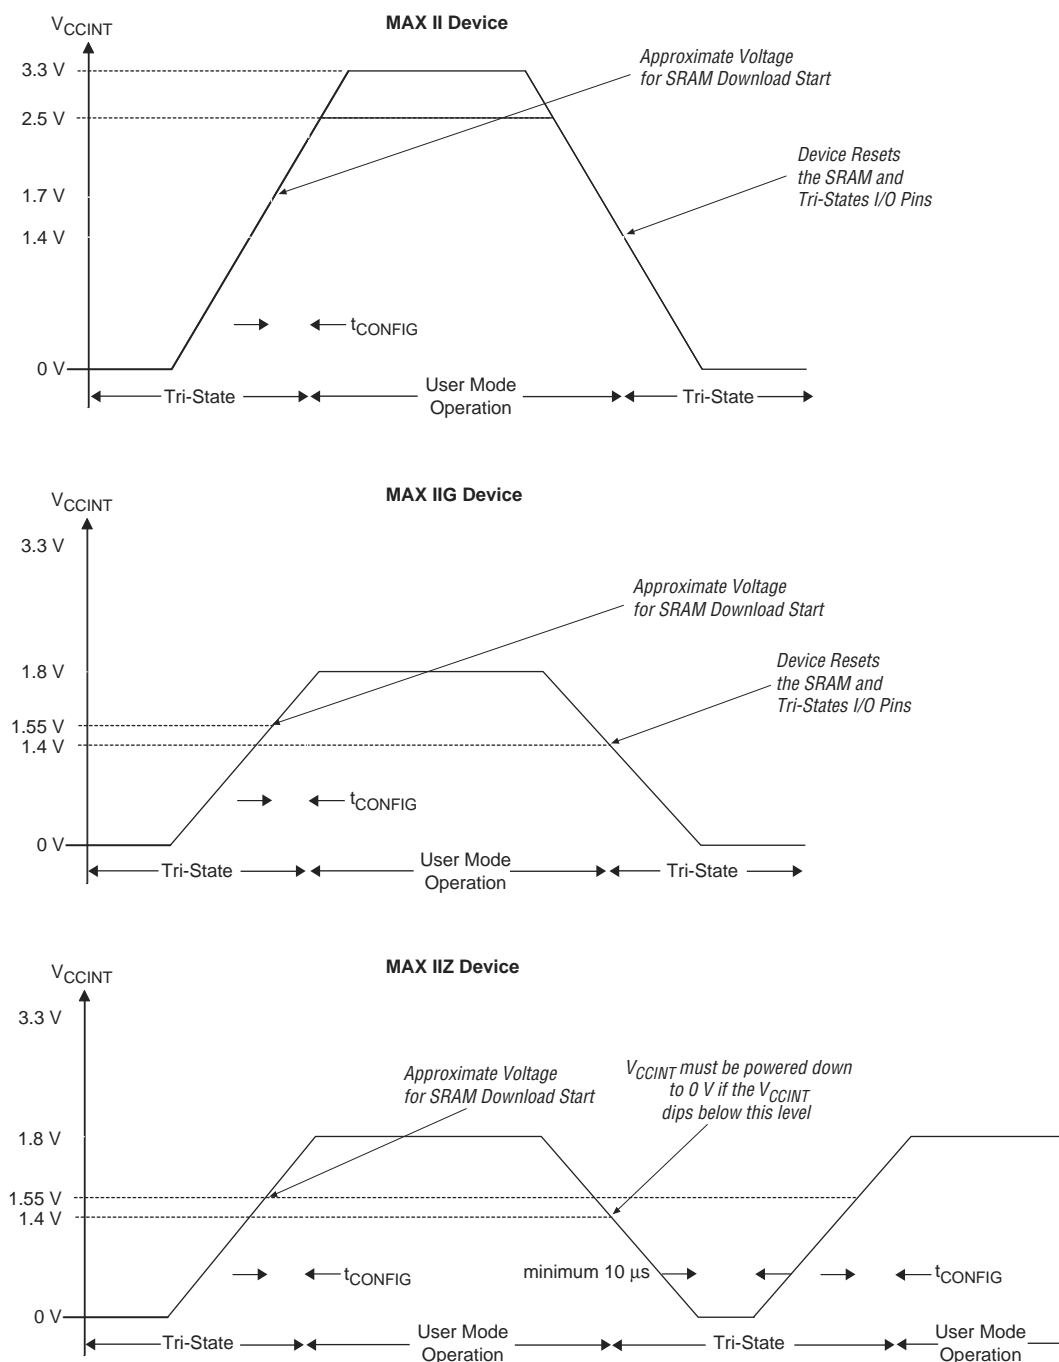 MAX II Device
VCCINT
3.3 V
2.5 V
1.7 V
1.4 V
0 V
Approximate Voltage
for SRAM Download Start
Device Resets
the SRAM and
Tri-States I/O Pins
tCONFIG
Tri-State
User Mode
Operation
Tri-State
MAX IIG Device
VCCINT
3.3 V
1.8 V
1.55 V
1.4 V
0 V
Approximate Voltage
for SRAM Download Start
Device Resets
the SRAM and
Tri-States I/O Pins
tCONFIG
Tri-State
User Mode
Operation
Tri-State
MAX IIZ Device
VCCINT
3.3 V
1.8 V
1.55 V
1.4 V
0 V
Approximate Voltage
for SRAM Download Start
VCCINT must be powered down
to 0 V if the VCCINT
dips below this level
tCONFIG
minimum 10 µs
tCONFIG
Tri-State
User Mode
Operation
Tri-State
User Mode
Operation